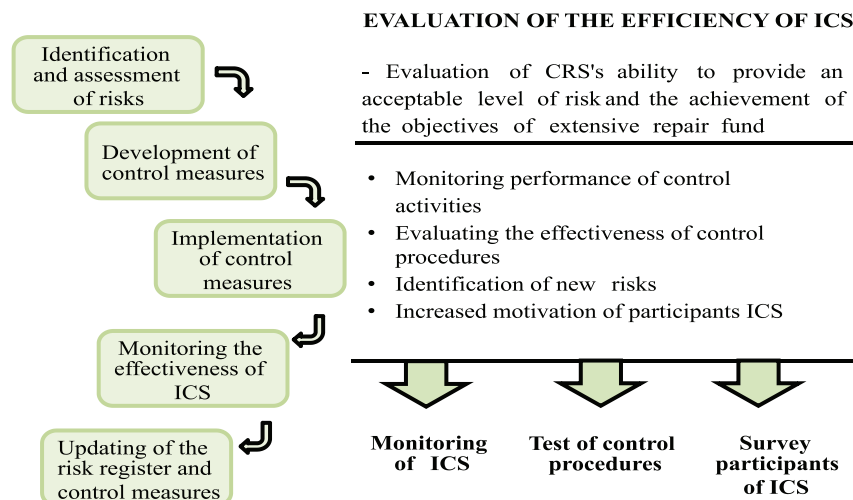 Identification
and assessment
of risks
Development of
control measures
Implementation
of control
measures
Monitoring the
effectiveness of
ICS
Updating of the
risk register and
control measures
EVALUATION OF THE EFFICIENCY OF ICS
- Evaluation of CRS's ability to provide an
acceptable level of risk and the achievement of
the objectives of extensive repair fund
• Monitoring performance of control
activities
• Evaluating the effectiveness of control
procedures
• Identification of new risks
• Increased motivation of participants ICS
Monitoring
of ICS
Test of control
procedures
Survey
participants
of ICS